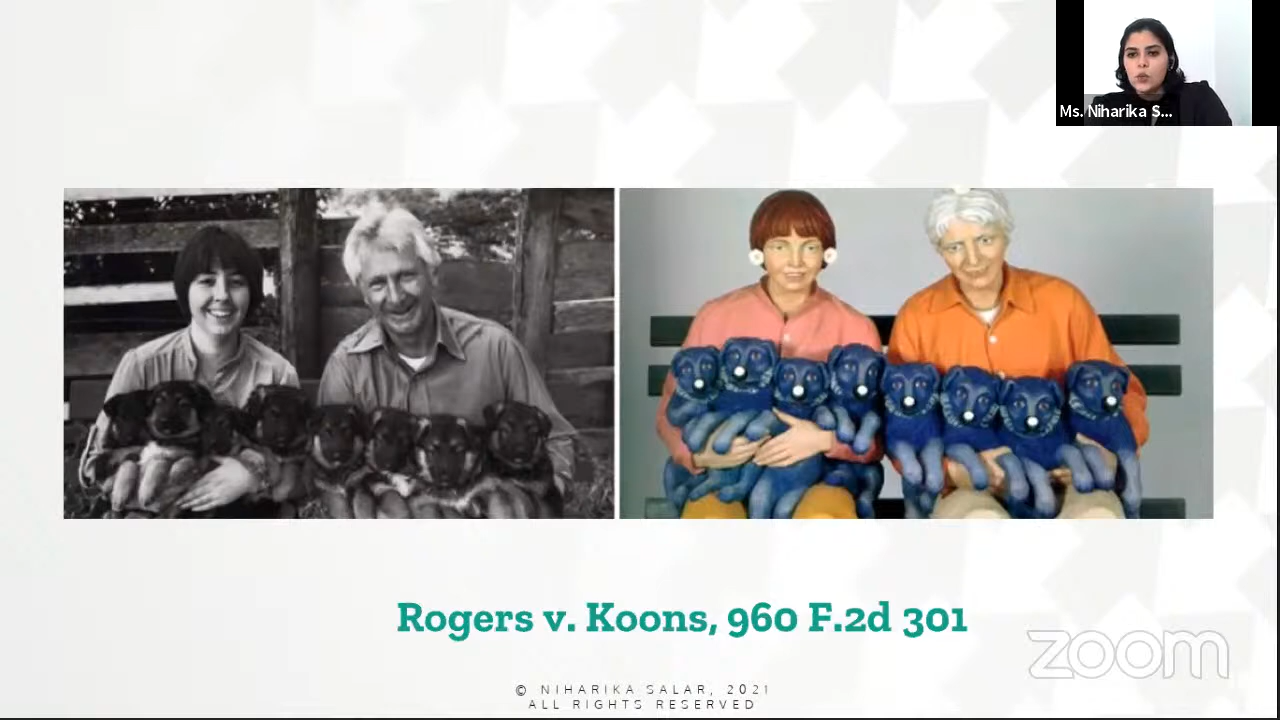 Ms. Niharika S...
Rogers v. Koons, 960 F.2d 301
zoom
© NIHARIKA SALAR, 2021
ALL RIGHTS RESERVED